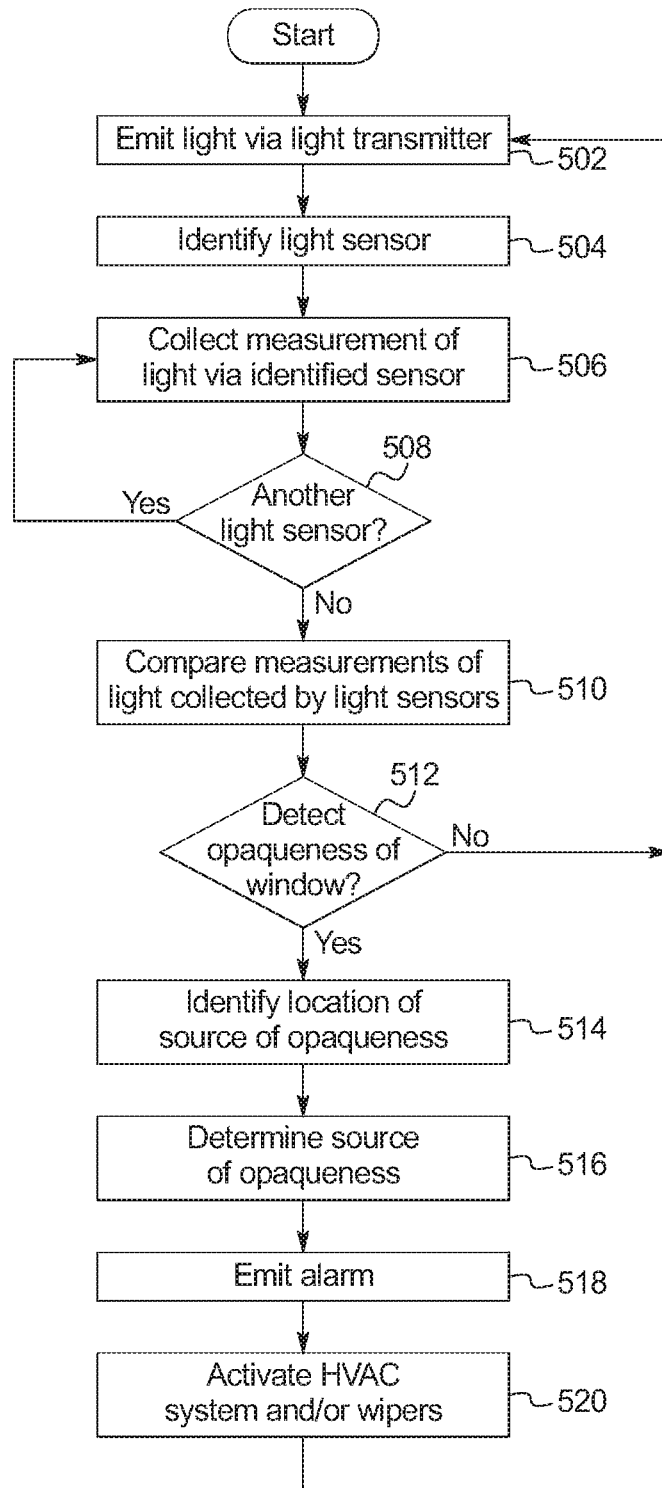 Start
Emit light via light transmitter
502
Identify light sensor
504
Collect measurement of
light via identified sensor
506
508
Another
light sensor?
Yes
No
Compare measurements of
light collected by light sensors
510
512
Detect
opaqueness of
window?
No
Yes
Identify location of
source of opaqueness
514
Determine source
of opaqueness
516
Emit alarm
518
Activate HVAC
system and/or wipers
520